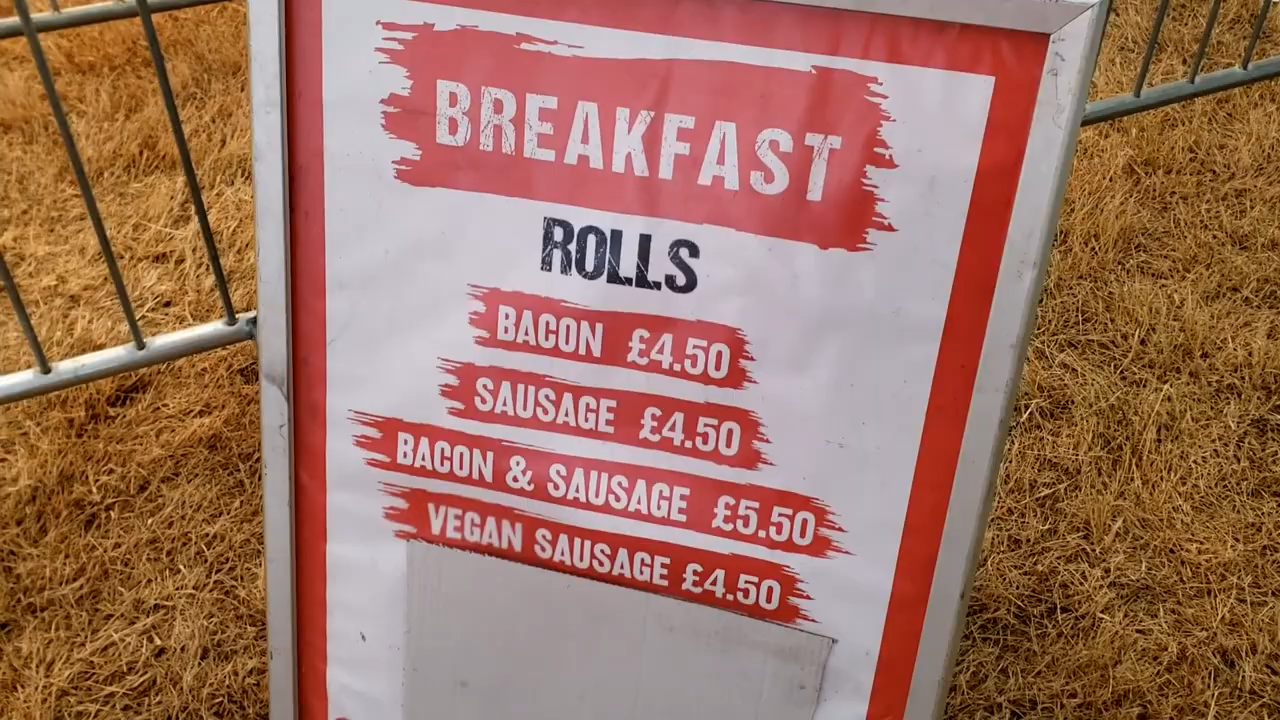 BREAKFAST
ROLLS
BACON £4.50
SAUSAGE £4.50
BACON & SAUSAGE £5.50
VEGAN SAUSAGE £4.50